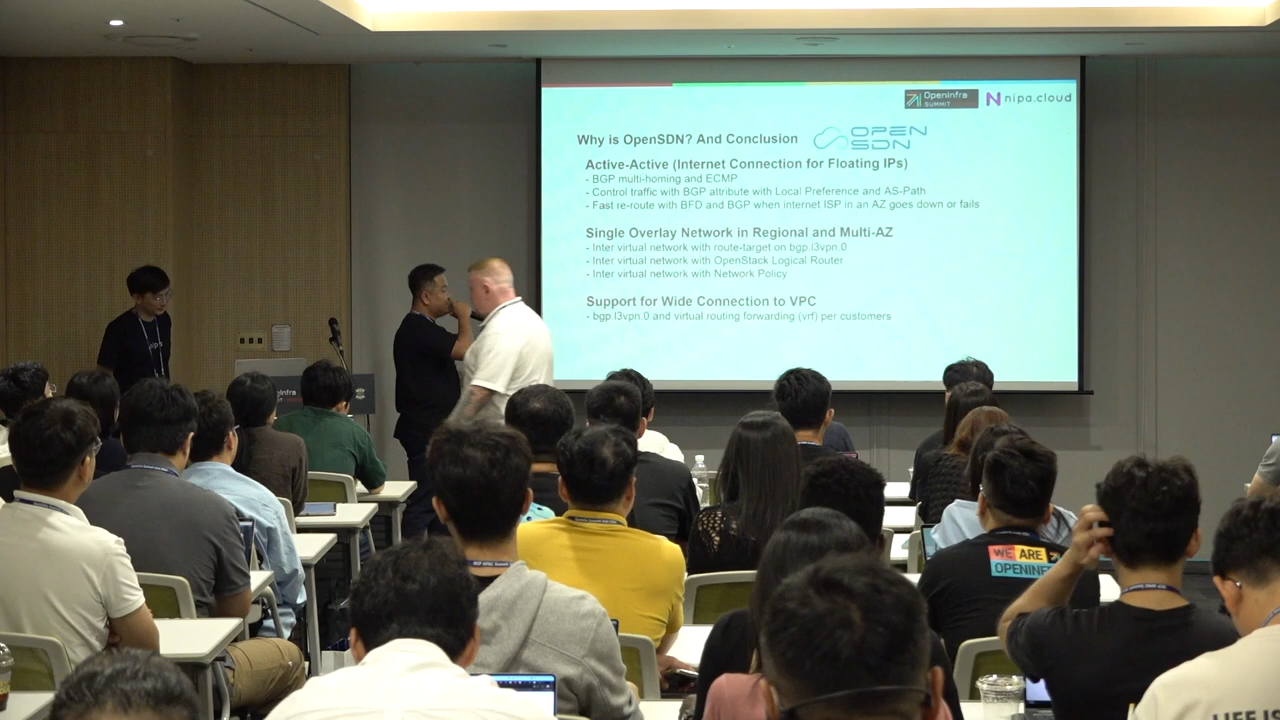 OpenInfra
SUMMIT
nipa.cloud
Why is OpenSDN? And Conclusion
OPEN
SDN
Active-Active (Internet Connection for Floating IPs)
- BGP multi-homing and ECMP
- Control traffic with BGP attribute with Local Preference and AS-Path
- Fast re-route with BFD and BGP when internet ISP in an AZ goes down or fails
Single Overlay Network in Regional and Multi-AZ
- Inter virtual network with route-target on bgp.l3vpn.0
- Inter virtual network with OpenStack Logical Router
- Inter virtual network with Network Policy
Support for Wide Connection to VPC
- bgp.l3vpn.0 and virtual routing forwarding (vrf) per customers
WE ARE
OPENINF
LIFE IS